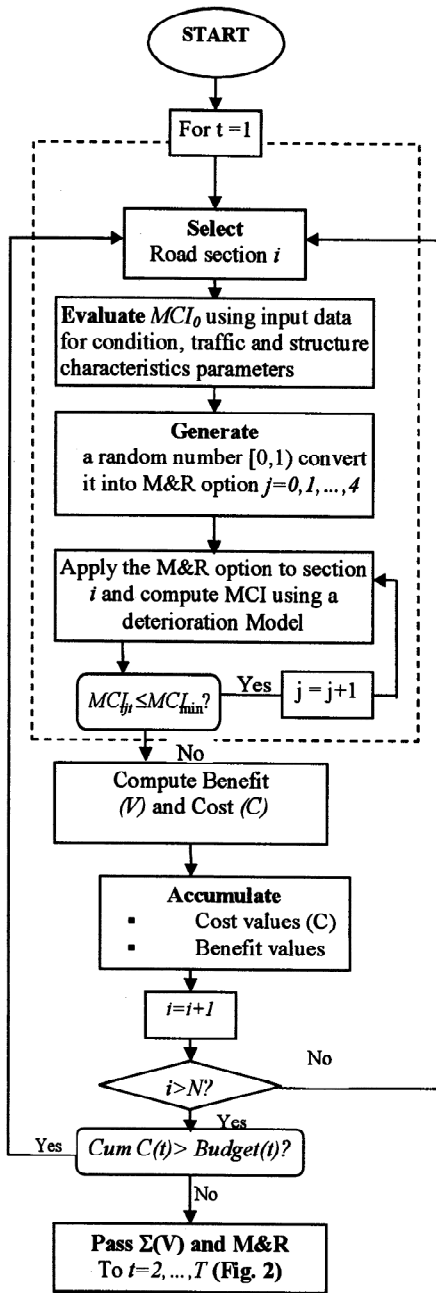 START
For t =1
Select
Road section i
Evaluate MCI₀ using input data
for condition, traffic and structure
characteristics parameters
Generate
a random number [0,1) convert
it into M&R option j=0,1,...,4
Apply the M&R option to section
i and compute MCI using a
deterioration Model
MCIᵢⱼₜ≤MCIₘᵢₙ?
Yes
j = j+1
No
Compute Benefit
(V) and Cost (C)
Accumulate
▪ Cost values (C)
▪ Benefit values
i=i+1
No
i>N?
Yes
Yes
Cum C(t)> Budget(t)?
No
Pass Σ(V) and M&R
To t=2,...,T (Fig. 2)